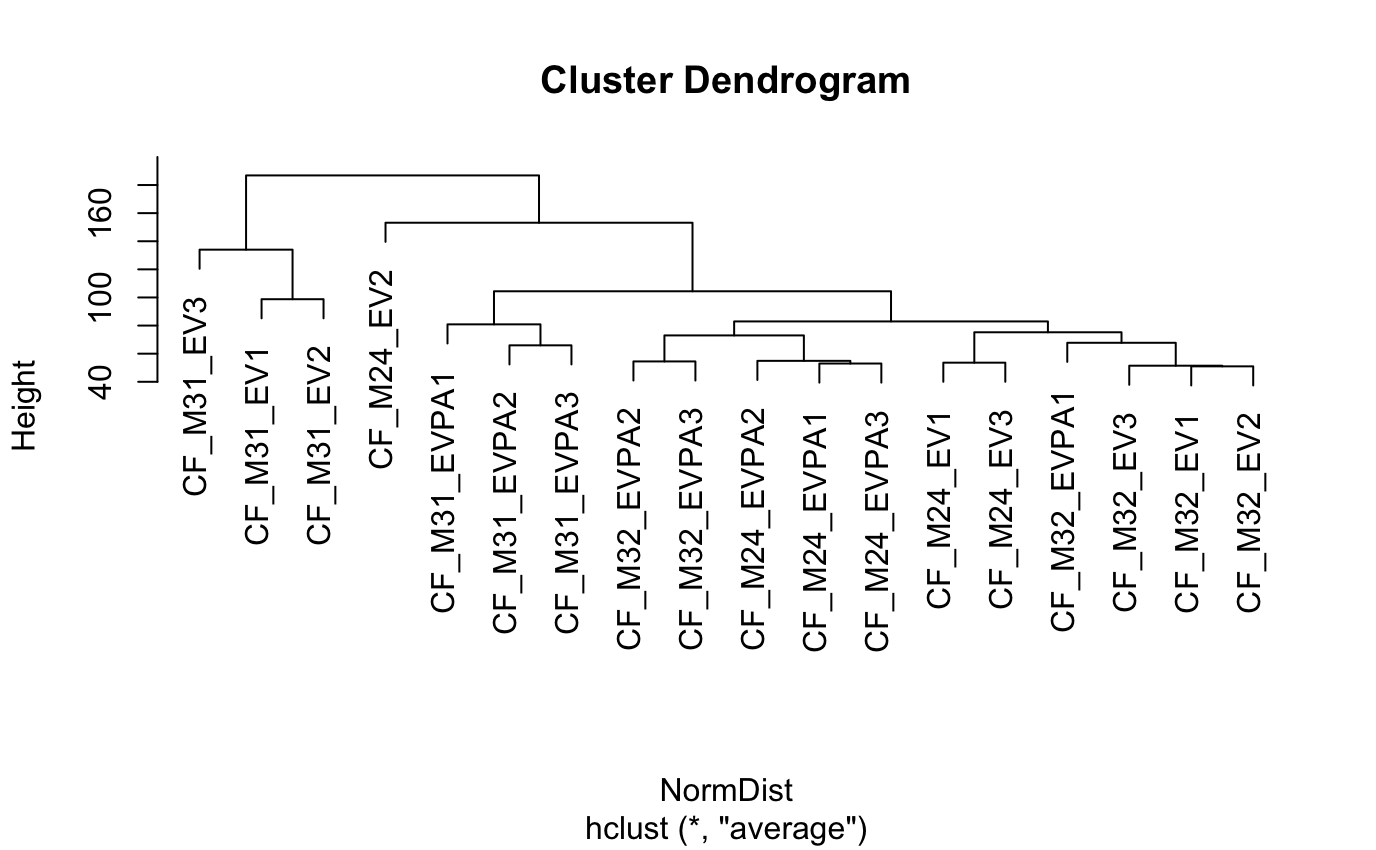 Cluster Dendrogram
Height
160
100
40
CF_M31_EV3
CF_M31_EV1
CF_M31_EV2
CF_M24_EV2
CF_M31_EVPA1
CF_M31_EVPA2
CF_M31_EVPA3
CF_M32_EVPA2
CF_M32_EVPA3
CF_M24_EVPA2
CF_M24_EVPA1
CF_M24_EVPA3
CF_M24_EV1
CF_M24_EV3
CF_M32_EVPA1
CF_M32_EV3
CF_M32_EV1
CF_M32_EV2
NormDist
hclust (*, "average")